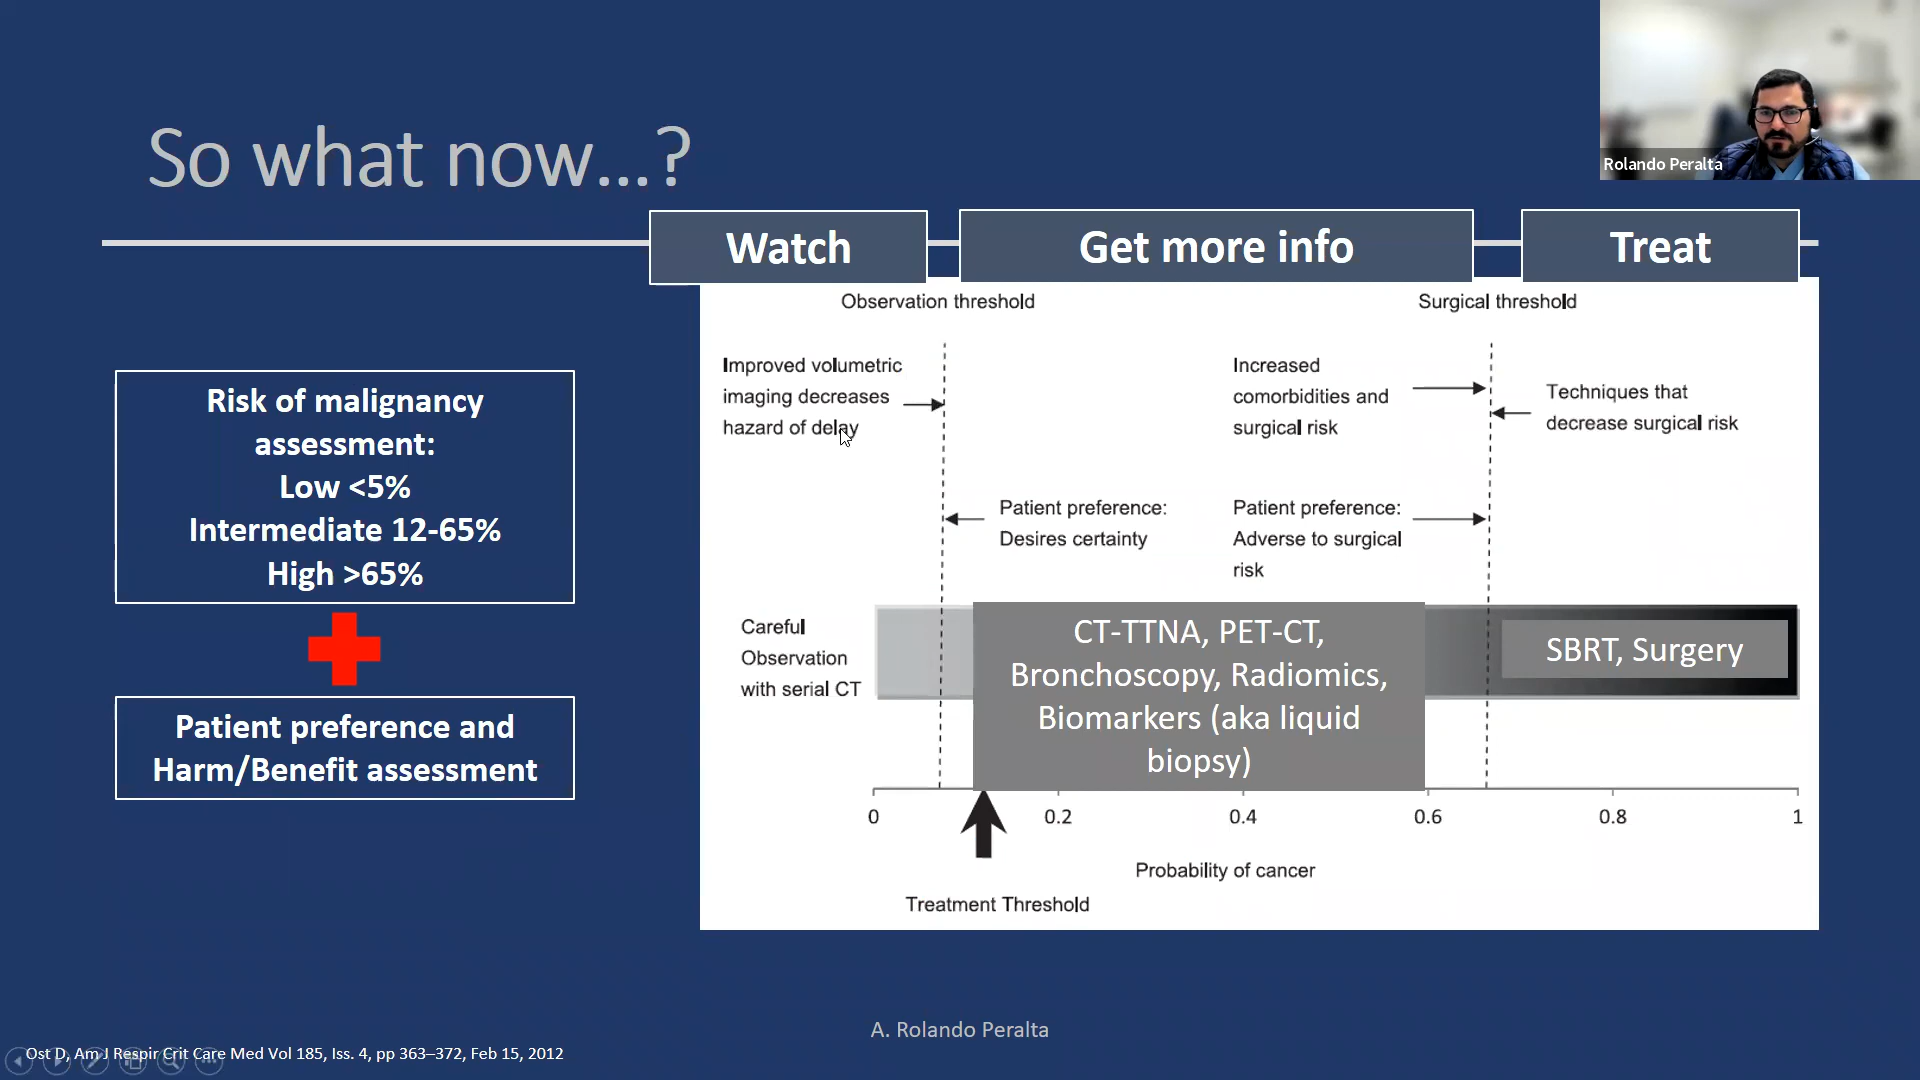 So what now...?
Rolando Peralta
Watch
Get more info
Treat
Risk of malignancy
assessment:
Low <5%
Intermediate 12-65%
High >65%
Patient preference and
Harm/Benefit assessment
Observation threshold
Surgical threshold
Improved volumetric
imaging decreases
hazard of delay
Increased
comorbidities and
surgical risk
Techniques that
decrease surgical risk
Patient preference:
Desires certainty
Patient preference:
Adverse to surgical
risk
Careful
Observation
with serial CT
CT-TTNA, PET-CT,
Bronchoscopy, Radiomics,
Biomarkers (aka liquid
biopsy)
SBRT, Surgery
0 0.2 0.4 0.6 0.8 1
Probability of cancer
Treatment Threshold
A. Rolando Peralta
Ost D, Am J Respir Crit Care Med Vol 185, Iss. 4, pp 363–372, Feb 15, 2012